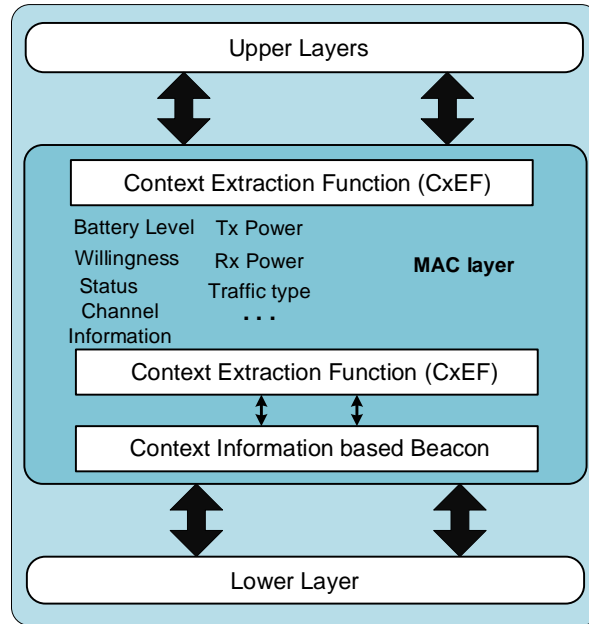 Upper Layers
Context Extraction Function (CxEF)
Battery Level Tx Power
Willingness Rx Power
MAC layer
Status Traffic type
Channel . . .
Information
Context Extraction Function (CxEF)
Context Information based Beacon
Lower Layer